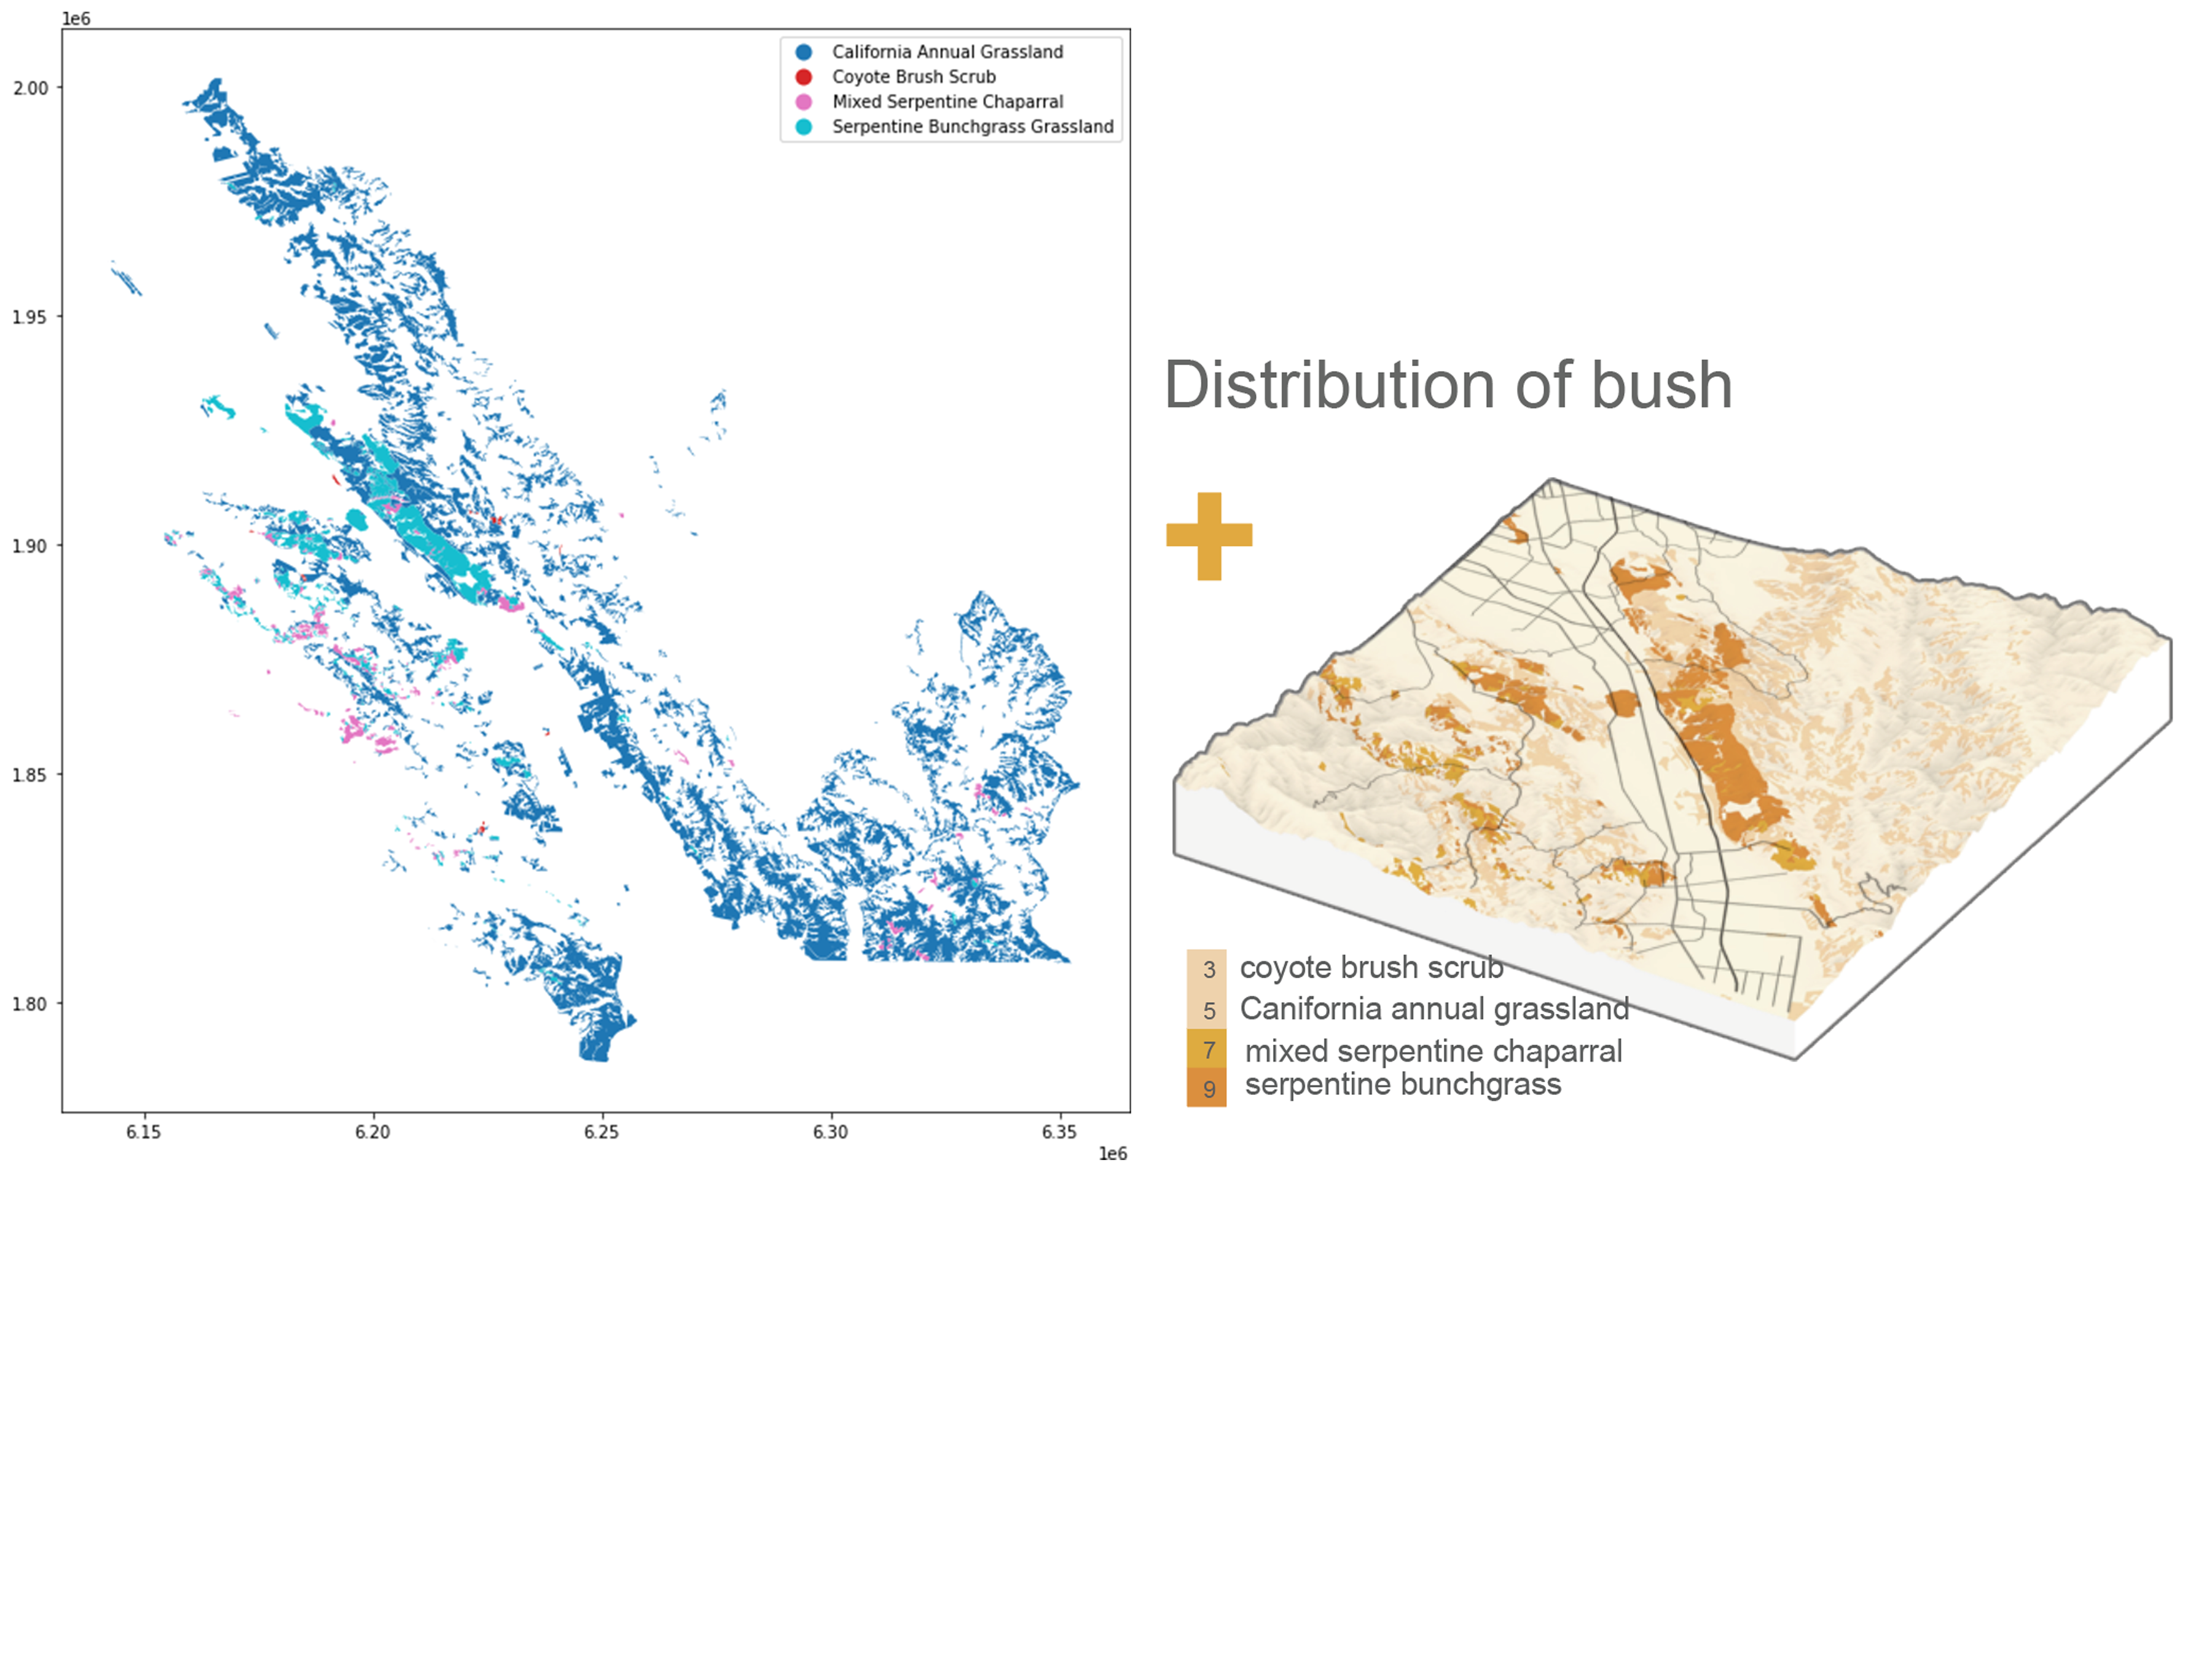 1e6
California Annual Grassland
Coyote Brush Scrub
Mixed Serpentine Chaparral
Serpentine Bunchgrass Grassland
2.00
1.95
1.90
1.85
1.80
6.15 6.20 6.25 6.30 6.35
1e6
Distribution of bush
3 coyote brush scrub
5 Canifornia annual grassland
7 mixed serpentine chaparral
9 serpentine bunchgrass